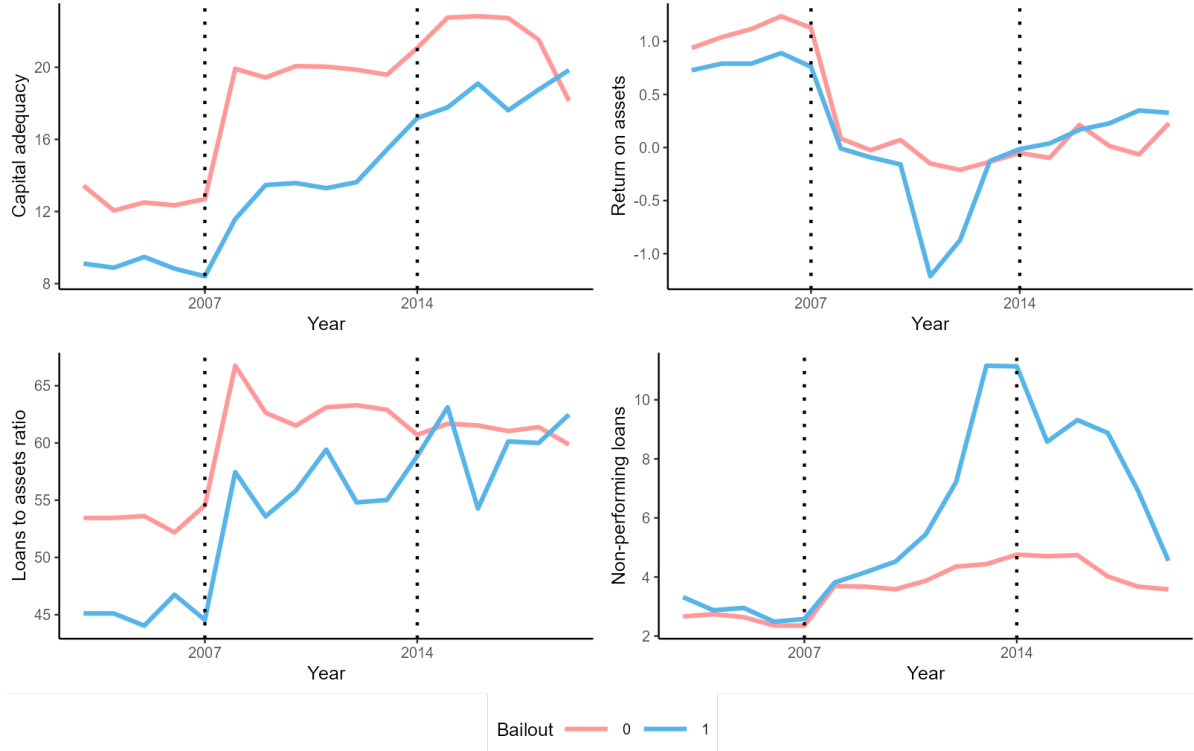 Capital adequacy
20
16
12
8
2007 2014
Year
Return on assets
1.0
0.5
0.0
-0.5
-1.0
2007 2014
Year
Loans to assets ratio
65
60
55
50
45
2007 2014
Year
Non-performing loans
10
8
6
4
2
2007 2014
Year
Bailout 0 1